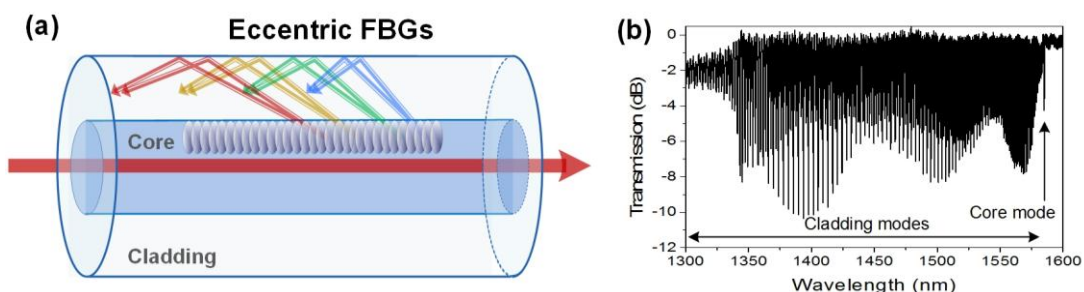 (a)
Eccentric FBGs
Core
Cladding
(b)
Transmission (dB)
0
-2
-4
-6
-8
-10
-12
Cladding modes
Core mode
1300 1350 1400 1450 1500 1550 1600
Wavelength (nm)